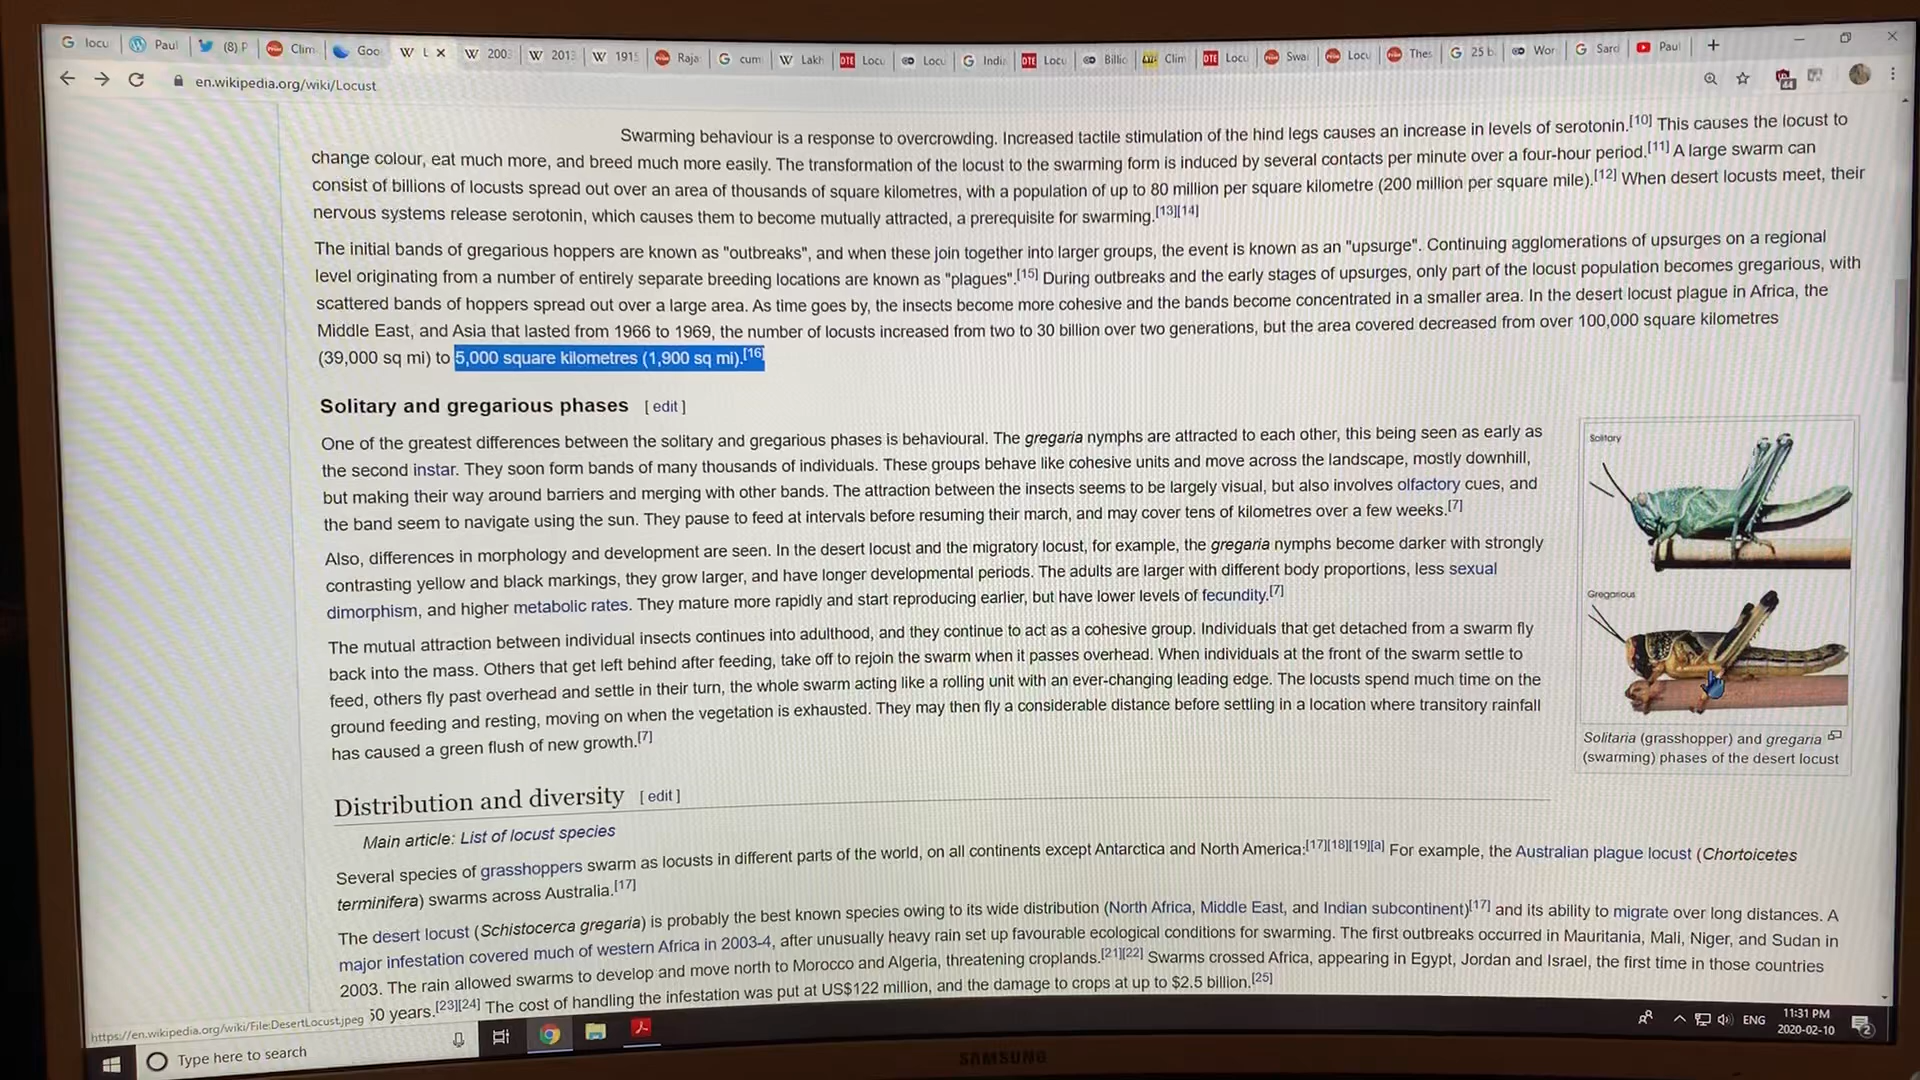 locu
Paul
(8) P
Clim
Goo
L
200
2013
1915
Raja
cum
Lakh
DTE Locu
Locu
Indi
DTE Locu
Billic
Clim
DTE Locu
Swa
Locu
Thes
25 b
Wor
Sard
Paul
en.wikipedia.org/wiki/Locust
Swarming behaviour is a response to overcrowding. Increased tactile stimulation of the hind legs causes an increase in levels of serotonin.[10] This causes the locust to
change colour, eat much more, and breed much more easily. The transformation of the locust to the swarming form is induced by several contacts per minute over a four-hour period.[11] A large swarm can
consist of billions of locusts spread out over an area of thousands of square kilometres, with a population of up to 80 million per square kilometre (200 million per square mile).[12] When desert locusts meet, their
nervous systems release serotonin, which causes them to become mutually attracted, a prerequisite for swarming.[13][14]
The initial bands of gregarious hoppers are known as "outbreaks", and when these join together into larger groups, the event is known as an "upsurge". Continuing agglomerations of upsurges on a regional
level originating from a number of entirely separate breeding locations are known as "plagues".[15] During outbreaks and the early stages of upsurges, only part of the locust population becomes gregarious, with
scattered bands of hoppers spread out over a large area. As time goes by, the insects become more cohesive and the bands become concentrated in a smaller area. In the desert locust plague in Africa, the
Middle East, and Asia that lasted from 1966 to 1969, the number of locusts increased from two to 30 billion over two generations, but the area covered decreased from over 100,000 square kilometres
(39,000 sq mi) to 5,000 square kilometres (1,900 sq mi).[16]
Solitary and gregarious phases [ edit ]
One of the greatest differences between the solitary and gregarious phases is behavioural. The gregaria nymphs are attracted to each other, this being seen as early as
the second instar. They soon form bands of many thousands of individuals. These groups behave like cohesive units and move across the landscape, mostly downhill,
but making their way around barriers and merging with other bands. The attraction between the insects seems to be largely visual, but also involves olfactory cues, and
the band seem to navigate using the sun. They pause to feed at intervals before resuming their march, and may cover tens of kilometres over a few weeks.[7]
Also, differences in morphology and development are seen. In the desert locust and the migratory locust, for example, the gregaria nymphs become darker with strongly
contrasting yellow and black markings, they grow larger, and have longer developmental periods. The adults are larger with different body proportions, less sexual
dimorphism, and higher metabolic rates. They mature more rapidly and start reproducing earlier, but have lower levels of fecundity.[7]
The mutual attraction between individual insects continues into adulthood, and they continue to act as a cohesive group. Individuals that get detached from a swarm fly
back into the mass. Others that get left behind after feeding, take off to rejoin the swarm when it passes overhead. When individuals at the front of the swarm settle to
feed, others fly past overhead and settle in their turn, the whole swarm acting like a rolling unit with an ever-changing leading edge. The locusts spend much time on the
ground feeding and resting, moving on when the vegetation is exhausted. They may then fly a considerable distance before settling in a location where transitory rainfall
has caused a green flush of new growth.[7]
Solitary
Gregarious
Solitaria (grasshopper) and gregaria
(swarming) phases of the desert locust
Distribution and diversity [ edit ]
Main article: List of locust species
Several species of grasshoppers swarm as locusts in different parts of the world, on all continents except Antarctica and North America:[17][18][19][a] For example, the Australian plague locust (Chortoicetes
terminifera) swarms across Australia.[17]
The desert locust (Schistocerca gregaria) is probably the best known species owing to its wide distribution (North Africa, Middle East, and Indian subcontinent)[17] and its ability to migrate over long distances. A
major infestation covered much of western Africa in 2003-4, after unusually heavy rain set up favourable ecological conditions for swarming. The first outbreaks occurred in Mauritania, Mali, Niger, and Sudan in
2003. The rain allowed swarms to develop and move north to Morocco and Algeria, threatening croplands.[21][22] Swarms crossed Africa, appearing in Egypt, Jordan and Israel, the first time in those countries
50 years.[23][24] The cost of handling the infestation was put at US$122 million, and the damage to crops at up to $2.5 billion.[25]
https://en.wikipedia.org/wiki/File:DesertLocust.jpeg
Type here to search
ENG
11:31 PM
2020-02-10
2
SAMSUNG